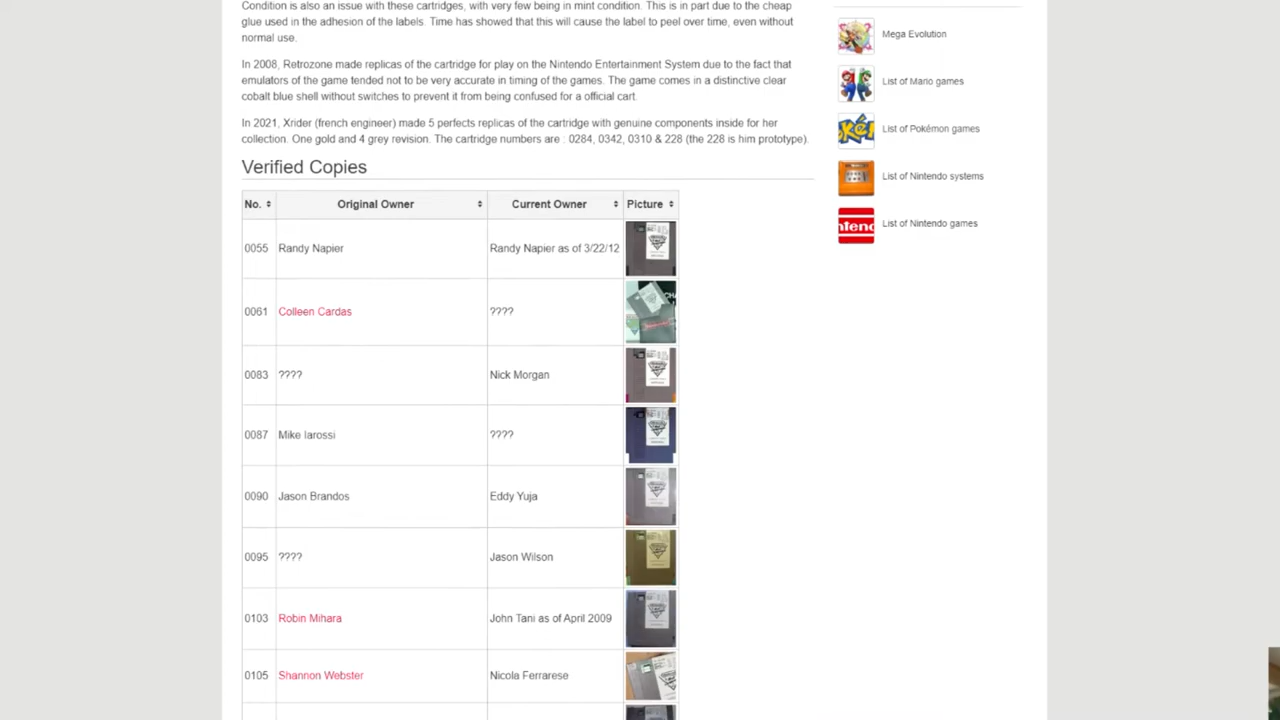 Condition is also an issue with these cartridges, with very few being in mint condition. This is in part due to the cheap
glue used in the adhesion of the labels. Time has showed that this will cause the label to peel over time, even without
normal use.
In 2008, Retrozone made replicas of the cartridge for play on the Nintendo Entertainment System due to the fact that
emulators of the game tended not to be very accurate in timing of the games. The game comes in a distinctive clear
cobalt blue shell without switches to prevent it from being confused for a official cart.
In 2021, Xrider (french engineer) made 5 perfects replicas of the cartridge with genuine components inside for her
collection. One gold and 4 grey revision. The cartridge numbers are : 0284, 0342, 0310 & 228 (the 228 is him prototype).
Verified Copies
No. Original Owner Current Owner Picture
0055 Randy Napier Randy Napier as of 3/22/12
0061 Colleen Cardas ????
0083 ???? Nick Morgan
0087 Mike Iarossi ????
0090 Jason Brandos Eddy Yuja
0095 ???? Jason Wilson
0103 Robin Mihara John Tani as of April 2009
0105 Shannon Webster Nicola Ferrarese
Mega Evolution
List of Mario games
List of Pokémon games
List of Nintendo systems
List of Nintendo games